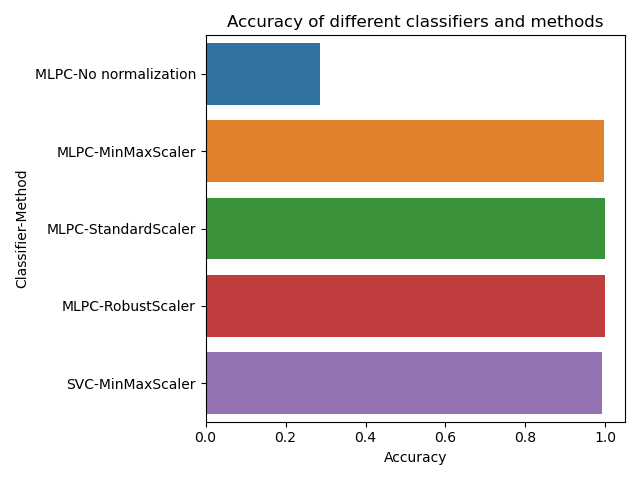 Accuracy of different classifiers and methods
MLPC-No normalization
MLPC-MinMaxScaler
MLPC-StandardScaler
MLPC-RobustScaler
SVC-MinMaxScaler
Classifier-Method
0.0 0.2 0.4 0.6 0.8 1.0
Accuracy